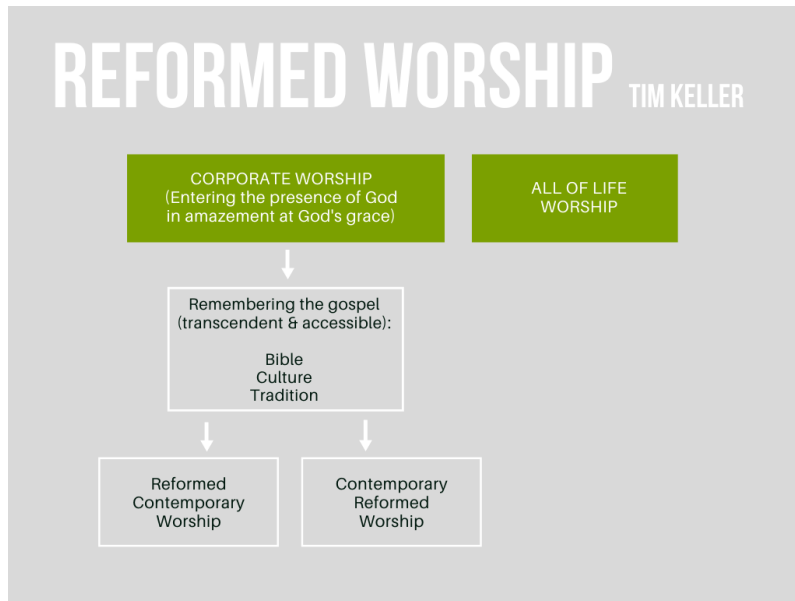 REFORMED WORSHIP TIM KELLER
CORPORATE WORSHIP
(Entering the presence of God
in amazement at God's grace)
ALL OF LIFE
WORSHIP
Remembering the gospel
(transcendent & accessible):
Bible
Culture
Tradition
Reformed
Contemporary
Worship
Contemporary
Reformed
Worship